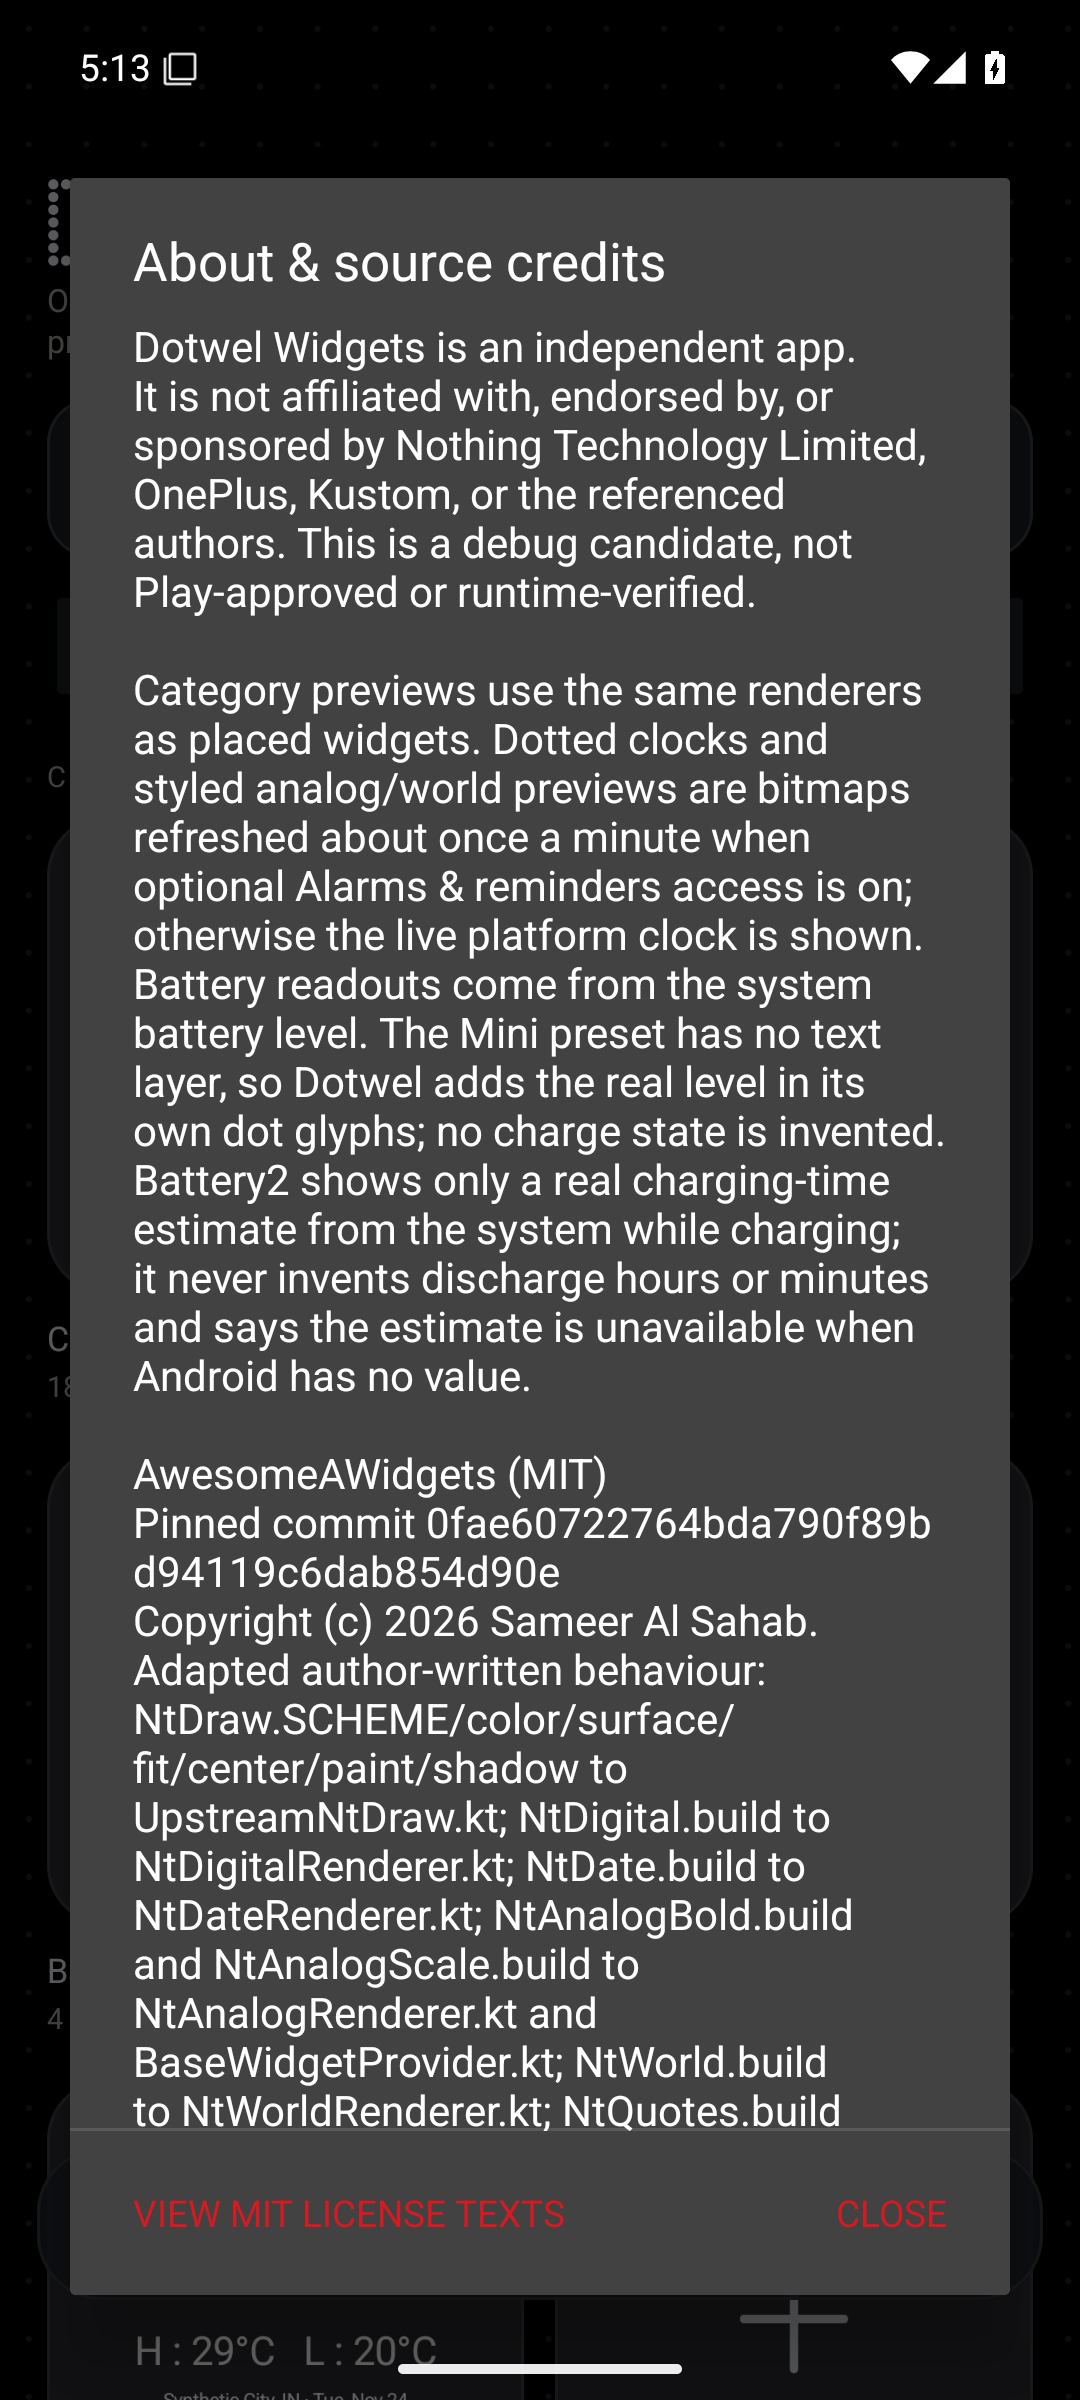 5:13
About & source credits
Dotwel Widgets is an independent app.
It is not affiliated with, endorsed by, or
sponsored by Nothing Technology Limited,
OnePlus, Kustom, or the referenced
authors. This is a debug candidate, not
Play-approved or runtime-verified.
Category previews use the same renderers
as placed widgets. Dotted clocks and
styled analog/world previews are bitmaps
refreshed about once a minute when
optional Alarms & reminders access is on;
otherwise the live platform clock is shown.
Battery readouts come from the system
battery level. The Mini preset has no text
layer, so Dotwel adds the real level in its
own dot glyphs; no charge state is invented.
Battery2 shows only a real charging-time
estimate from the system while charging;
it never invents discharge hours or minutes
and says the estimate is unavailable when
Android has no value.
AwesomeAWidgets (MIT)
Pinned commit 0fae60722764bda790f89b
d94119c6dab854d90e
Copyright (c) 2026 Sameer Al Sahab.
Adapted author-written behaviour:
NtDraw.SCHEME/color/surface/
fit/center/paint/shadow to
UpstreamNtDraw.kt; NtDigital.build to
NtDigitalRenderer.kt; NtDate.build to
NtDateRenderer.kt; NtAnalogBold.build
and NtAnalogScale.build to
NtAnalogRenderer.kt and
BaseWidgetProvider.kt; NtWorld.build
to NtWorldRenderer.kt; NtQuotes.build
VIEW MIT LICENSE TEXTS
CLOSE
H : 29°C L : 20°C
Synthetic City, IN · Tue, Nov 24